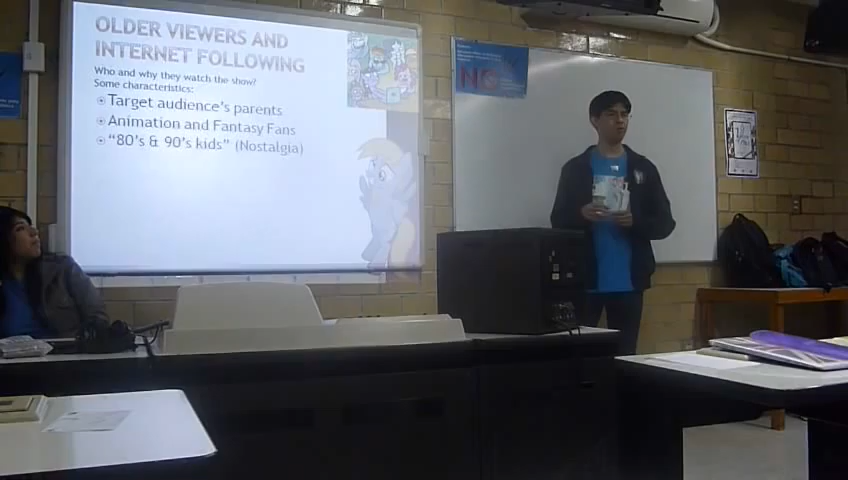 OLDER VIEWERS AND
INTERNET FOLLOWING
Who and why they watch the show?
Some characteristics:
Target audience's parents
Animation and Fantasy Fans
"80's & 90's kids" (Nostalgia)
NO